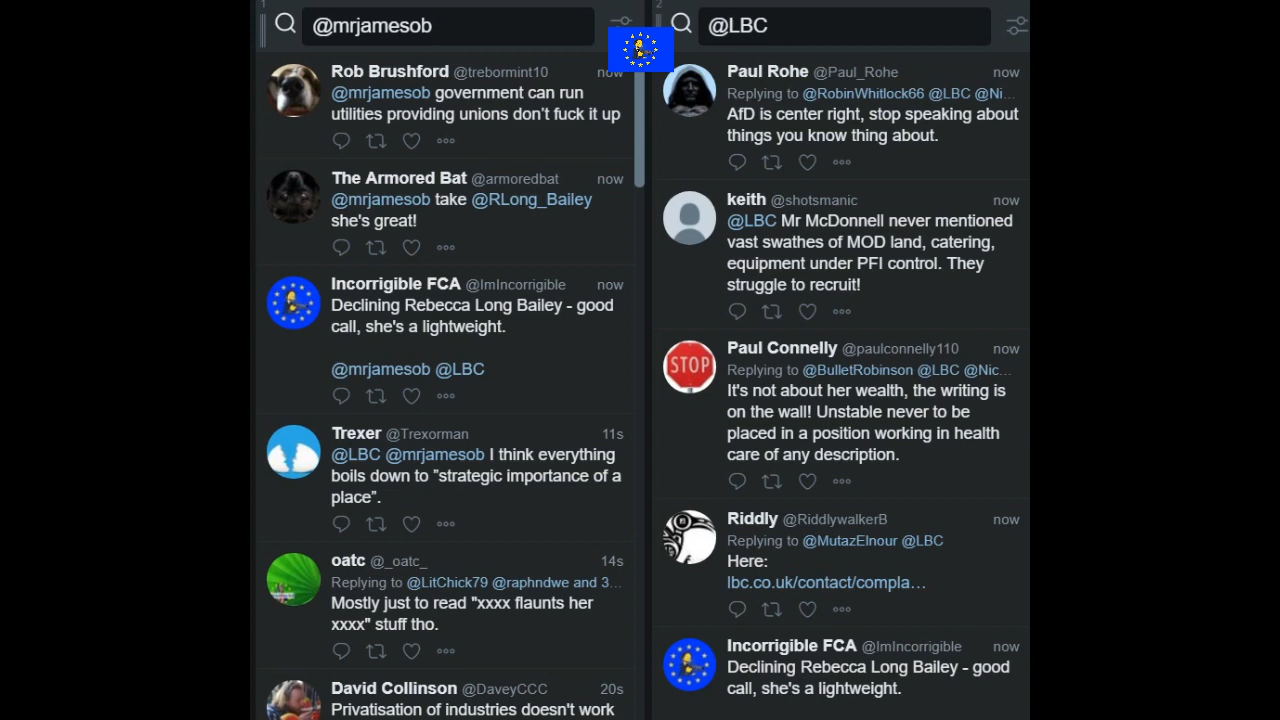 1
@mrjamesob
Rob Brushford @trebormint10 now
@mrjamesob government can run
utilities providing unions don't fuck it up
The Armored Bat @armoredbat now
@mrjamesob take @RLong_Bailey
she's great!
Incorrigible FCA @ImIncorrigible now
Declining Rebecca Long Bailey - good
call, she's a lightweight.
@mrjamesob @LBC
Trexer @Trexorman 11s
@LBC @mrjamesob I think everything
boils down to "strategic importance of a
place".
oatc @_oatc_ 14s
Replying to @LitChick79 @raphndwe and 3...
Mostly just to read "xxxx flaunts her
xxxx" stuff tho.
David Collinson @DaveyCCC 20s
Privatisation of industries doesn't work
2
@LBC
Paul Rohe @Paul_Rohe now
Replying to @RobinWhitlock66 @LBC @Ni...
AfD is center right, stop speaking about
things you know thing about.
keith @shotsmanic now
@LBC Mr McDonnell never mentioned
vast swathes of MOD land, catering,
equipment under PFI control. They
struggle to recruit!
Paul Connelly @paulconnelly110 now
Replying to @BulletRobinson @LBC @Nic...
It's not about her wealth, the writing is
on the wall! Unstable never to be
placed in a position working in health
care of any description.
STOP
Riddly @RiddlywalkerB now
Replying to @MutazElnour @LBC
Here:
lbc.co.uk/contact/compla...
Incorrigible FCA @ImIncorrigible now
Declining Rebecca Long Bailey - good
call, she's a lightweight.